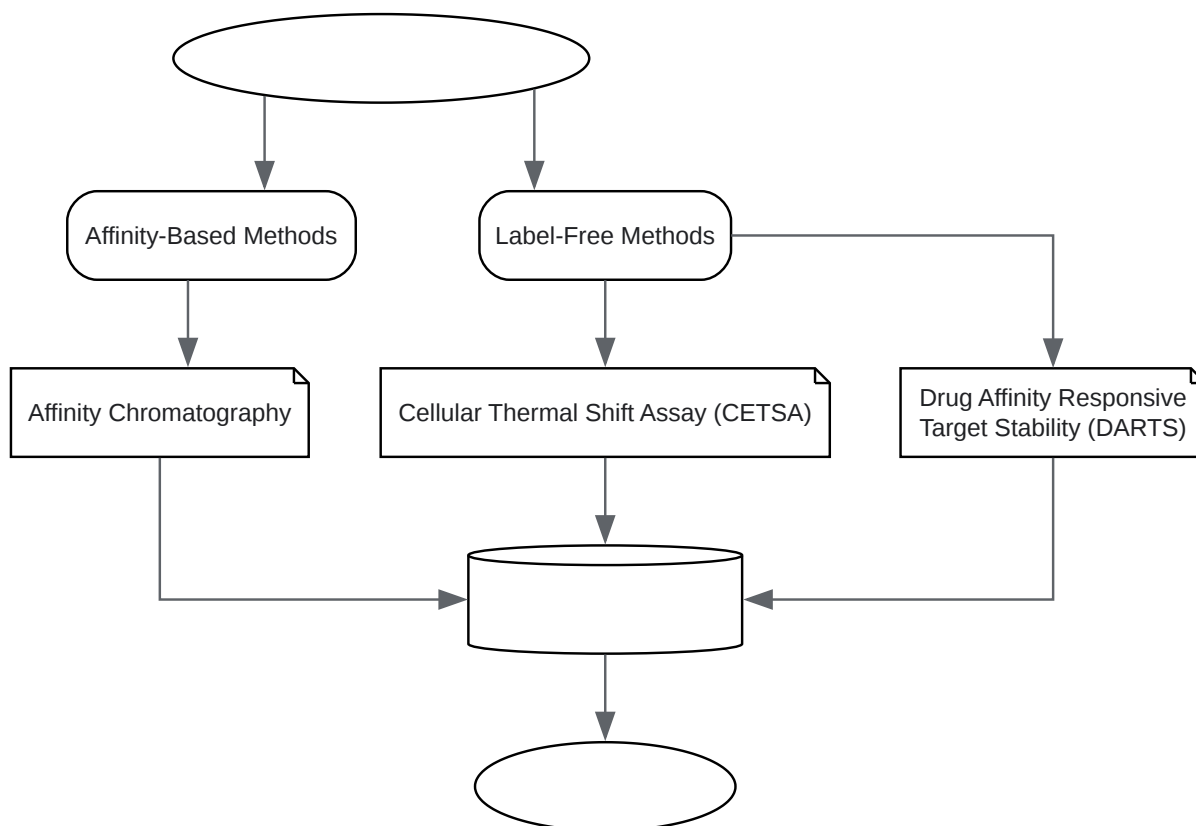 Affinity-Based Methods
Label-Free Methods
Affinity Chromatography
Cellular Thermal Shift Assay (CETSA)
Drug Affinity Responsive
Target Stability (DARTS)